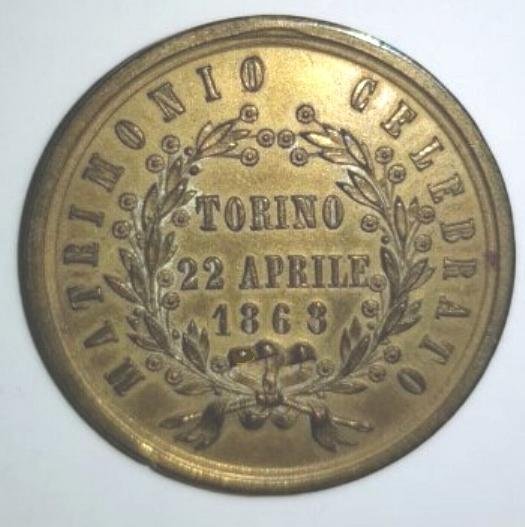 MATRIMONIO CELEBRATO
TORINO
22 APRILE
1868